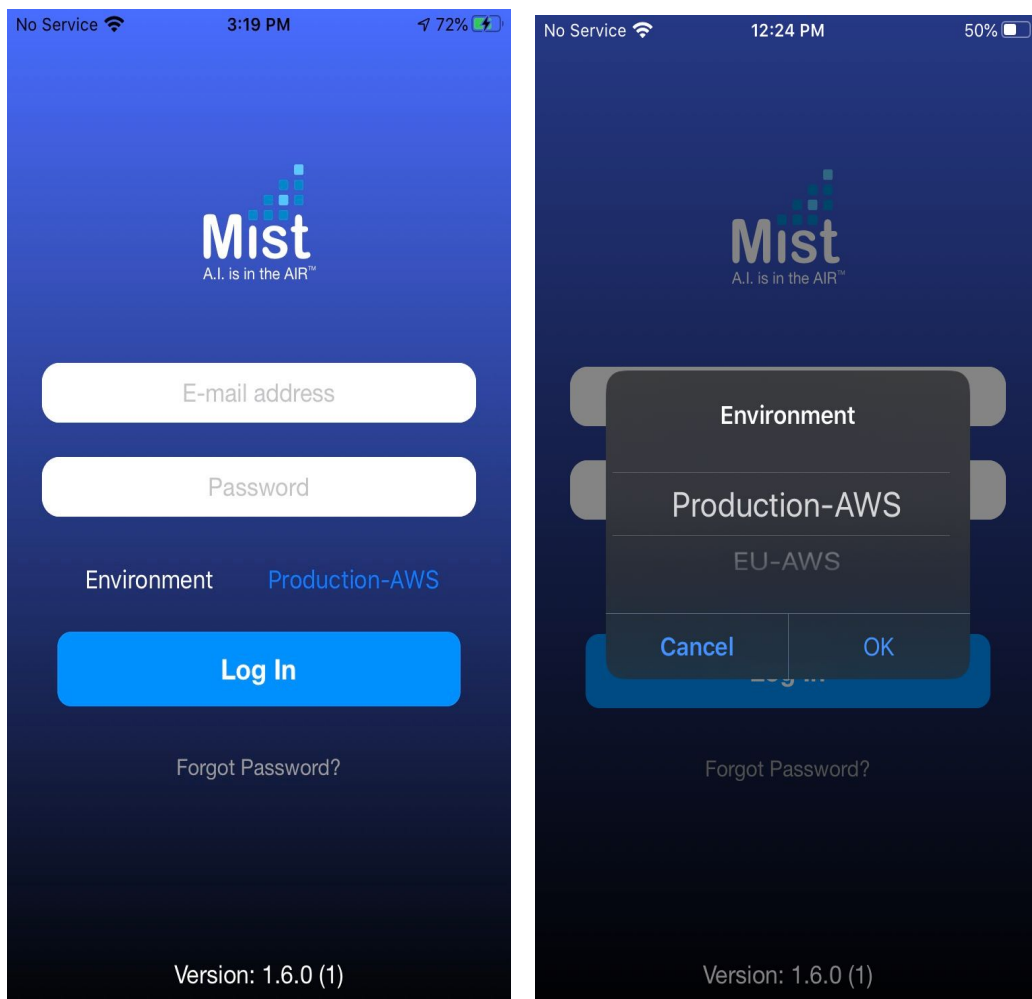 No Service 3:19 PM 72%
Mist
A.I. is in the AIR™
E-mail address
Password
Environment Production-AWS
Log In
Forgot Password?
Version: 1.6.0 (1)
No Service 12:24 PM 50%
Mist
A.I. is in the AIR™
Environment
Production-AWS
EU-AWS
Cancel OK
Forgot Password?
Version: 1.6.0 (1)